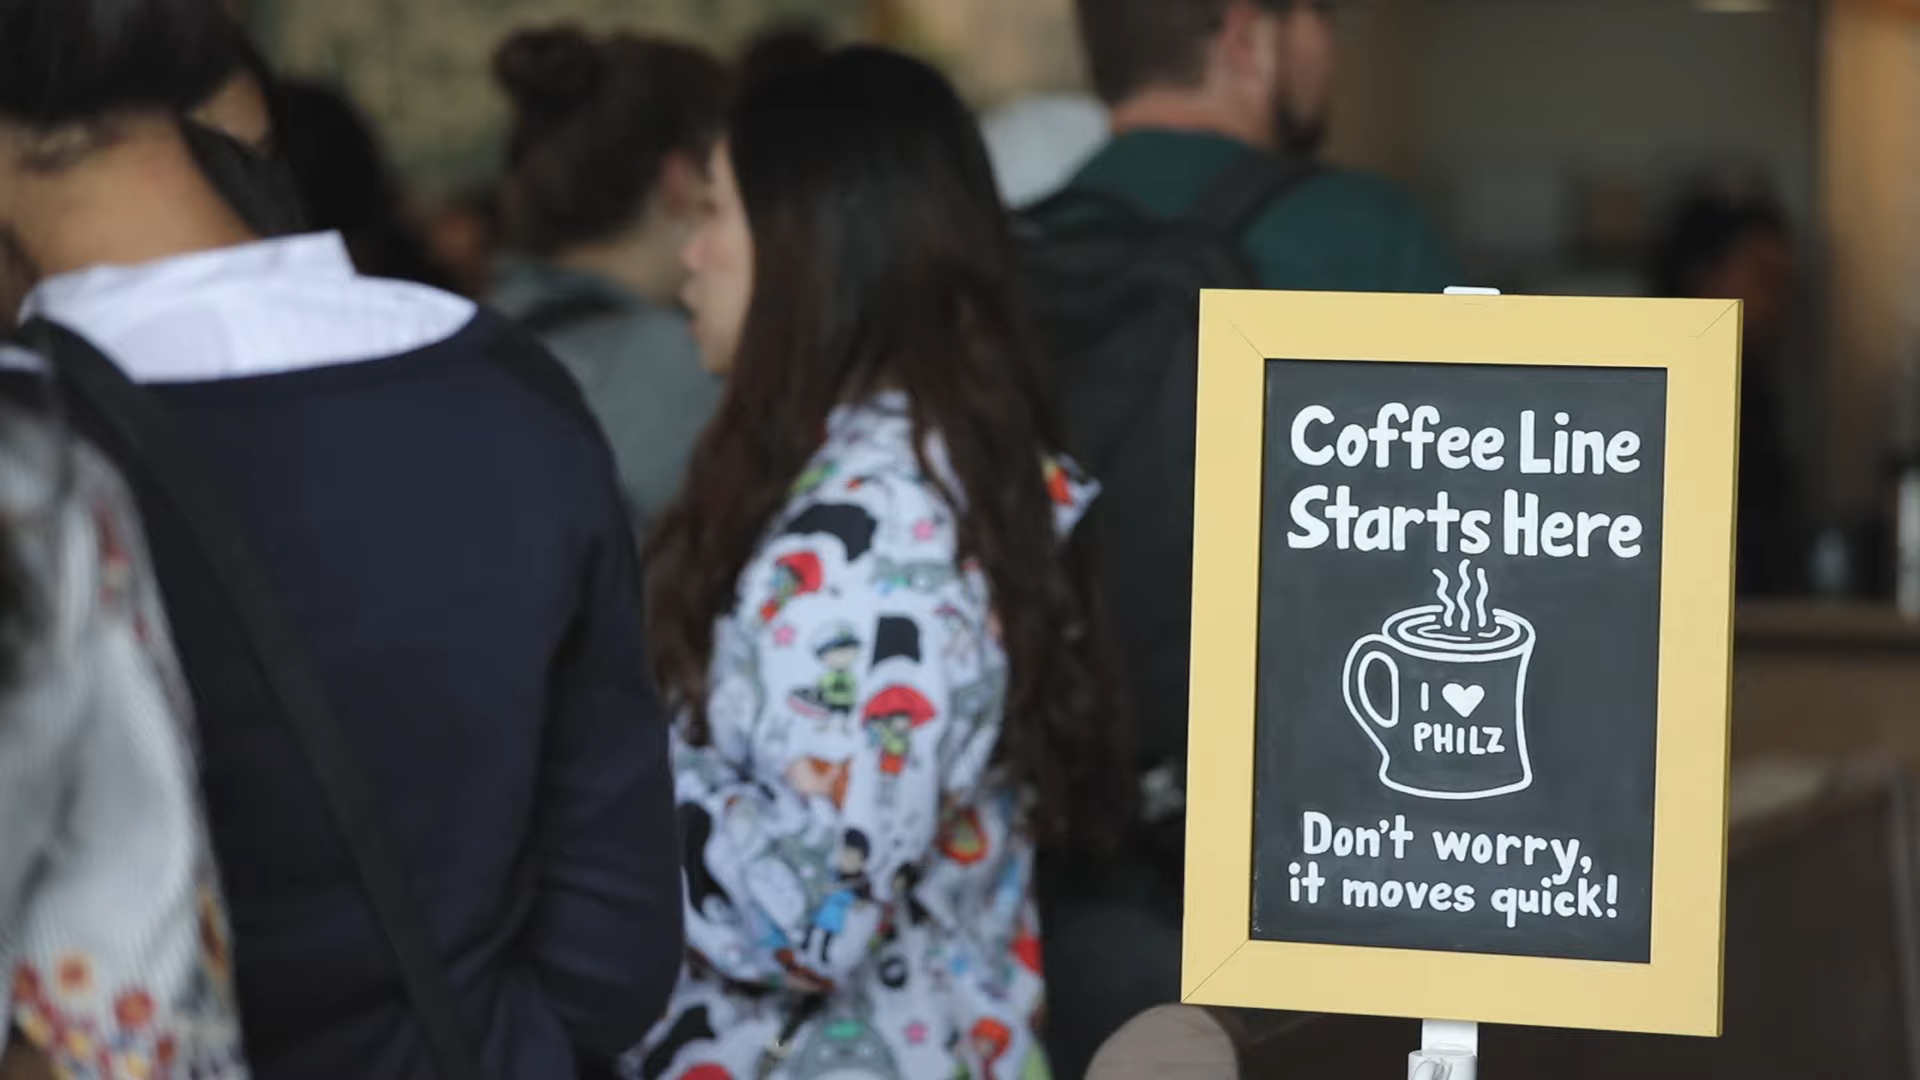 Coffee Line
Starts Here
I ♥
PHILZ
Don't worry,
it moves quick!